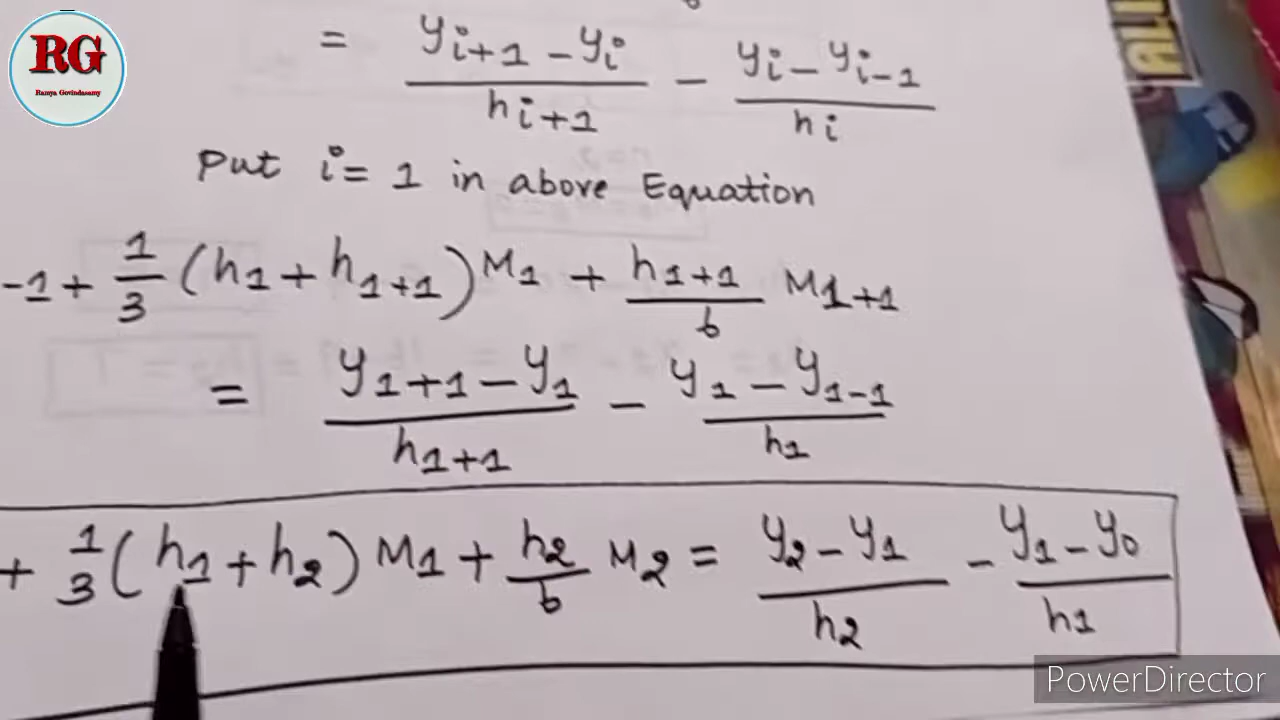 RG
Ramya Govindasamy
ALL
= (y_{i+1} - y_i)/h_{i+1} - (y_i - y_{i-1})/h_i
Put i = 1 in above Equation
-1 + 1/3 (h_1 + h_{1+1}) M_1 + h_{1+1}/6 M_{1+1}
= (y_{1+1} - y_1)/h_{1+1} - (y_1 - y_{1-1})/h_1
+ 1/3 (h_1 + h_2) M_1 + h_2/6 M_2 = (y_2 - y_1)/h_2 - (y_1 - y_0)/h_1
PowerDirector